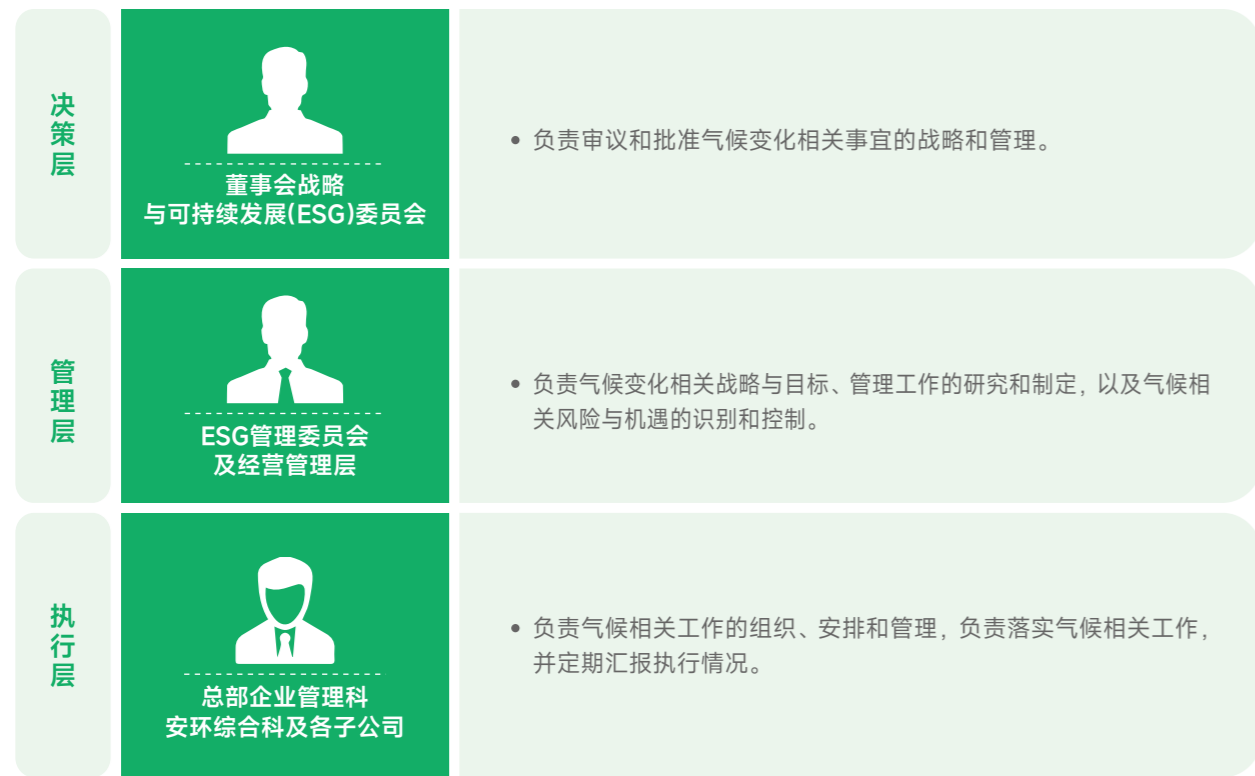 决策层
董事会战略
与可持续发展(ESG)委员会
• 负责审议和批准气候变化相关事宜的战略和管理。
管理层
ESG管理委员会
及经营管理层
• 负责气候变化相关战略与目标、管理工作的研究和制定, 以及气候相
关风险与机遇的识别和控制。
执行层
总部企业管理科
安环综合科及各子公司
• 负责气候相关工作的组织、安排和管理, 负责落实气候相关工作,
并定期汇报执行情况。